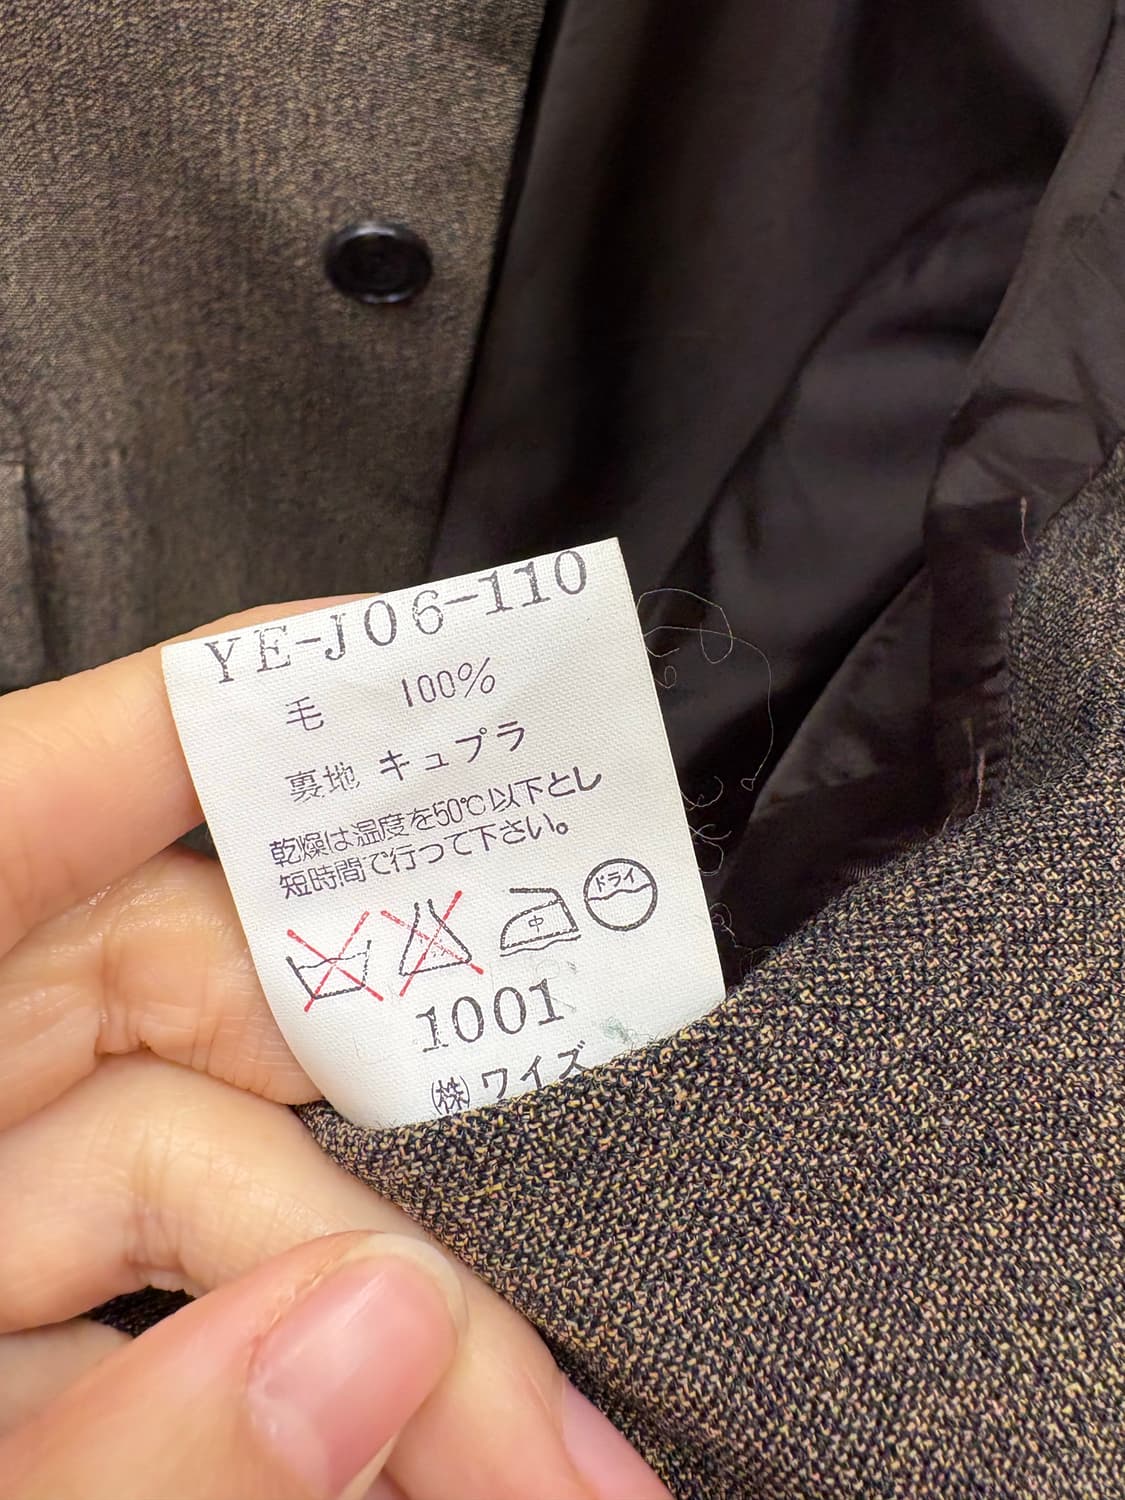 YE-J06-110
毛 100%
裏地 キュプラ
乾燥は温度を50℃以下とし
短時間で行って下さい。
中 ドライ
1001
㈱ワイズ